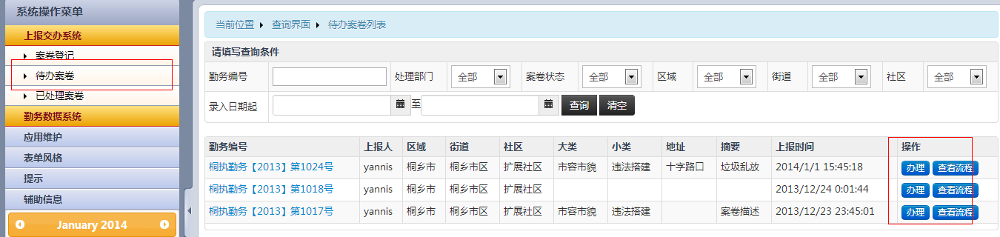 系统操作菜单
上报交办系统
案卷登记
待办案卷
已处理案卷
勤务数据系统
应用维护
表单风格
提示
辅助信息
January 2014
当前位置 查询界面 待办案卷列表
请填写查询条件
勤务编号 处理部门 全部 案卷状态 全部 区域 全部 街道 全部 社区 全部
录入日期起 至 查询 清空
勤务编号 上报人 区域 街道 社区 大类 小类 地址 摘要 上报时间 操作
桐执勤务【2013】第1024号 yannis 桐乡市 桐乡市区 扩展社区 市容市貌 违法搭建 十字路口 垃圾乱放 2014/1/1 15:45:18 办理 查看流程
桐执勤务【2013】第1018号 yannis 桐乡市 桐乡市区 扩展社区 2013/12/24 0:01:44 办理 查看流程
桐执勤务【2013】第1017号 yannis 桐乡市 桐乡市区 扩展社区 市容市貌 违法搭建 案卷描述 2013/12/23 23:45:01 办理 查看流程